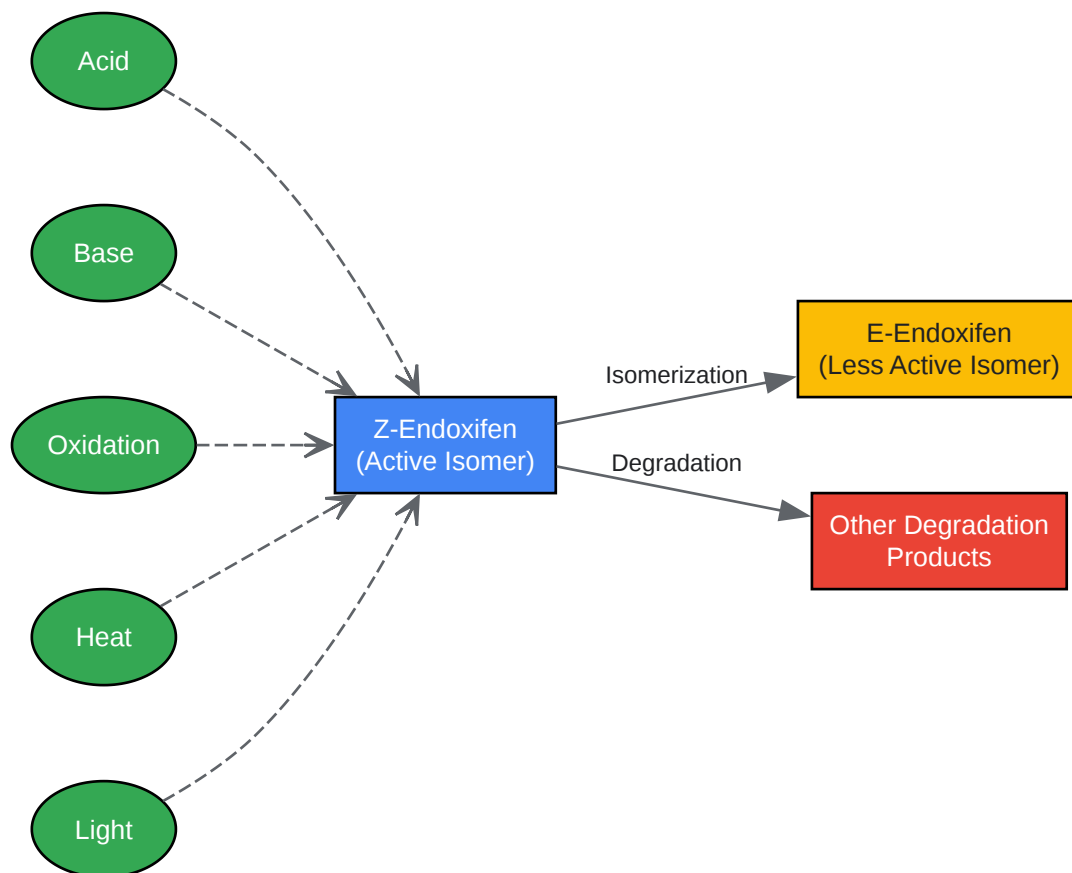 Acid
Base
Oxidation
Heat
Light
Z-Endoxifen
(Active Isomer)
Isomerization
Degradation
E-Endoxifen
(Less Active Isomer)
Other Degradation
Products